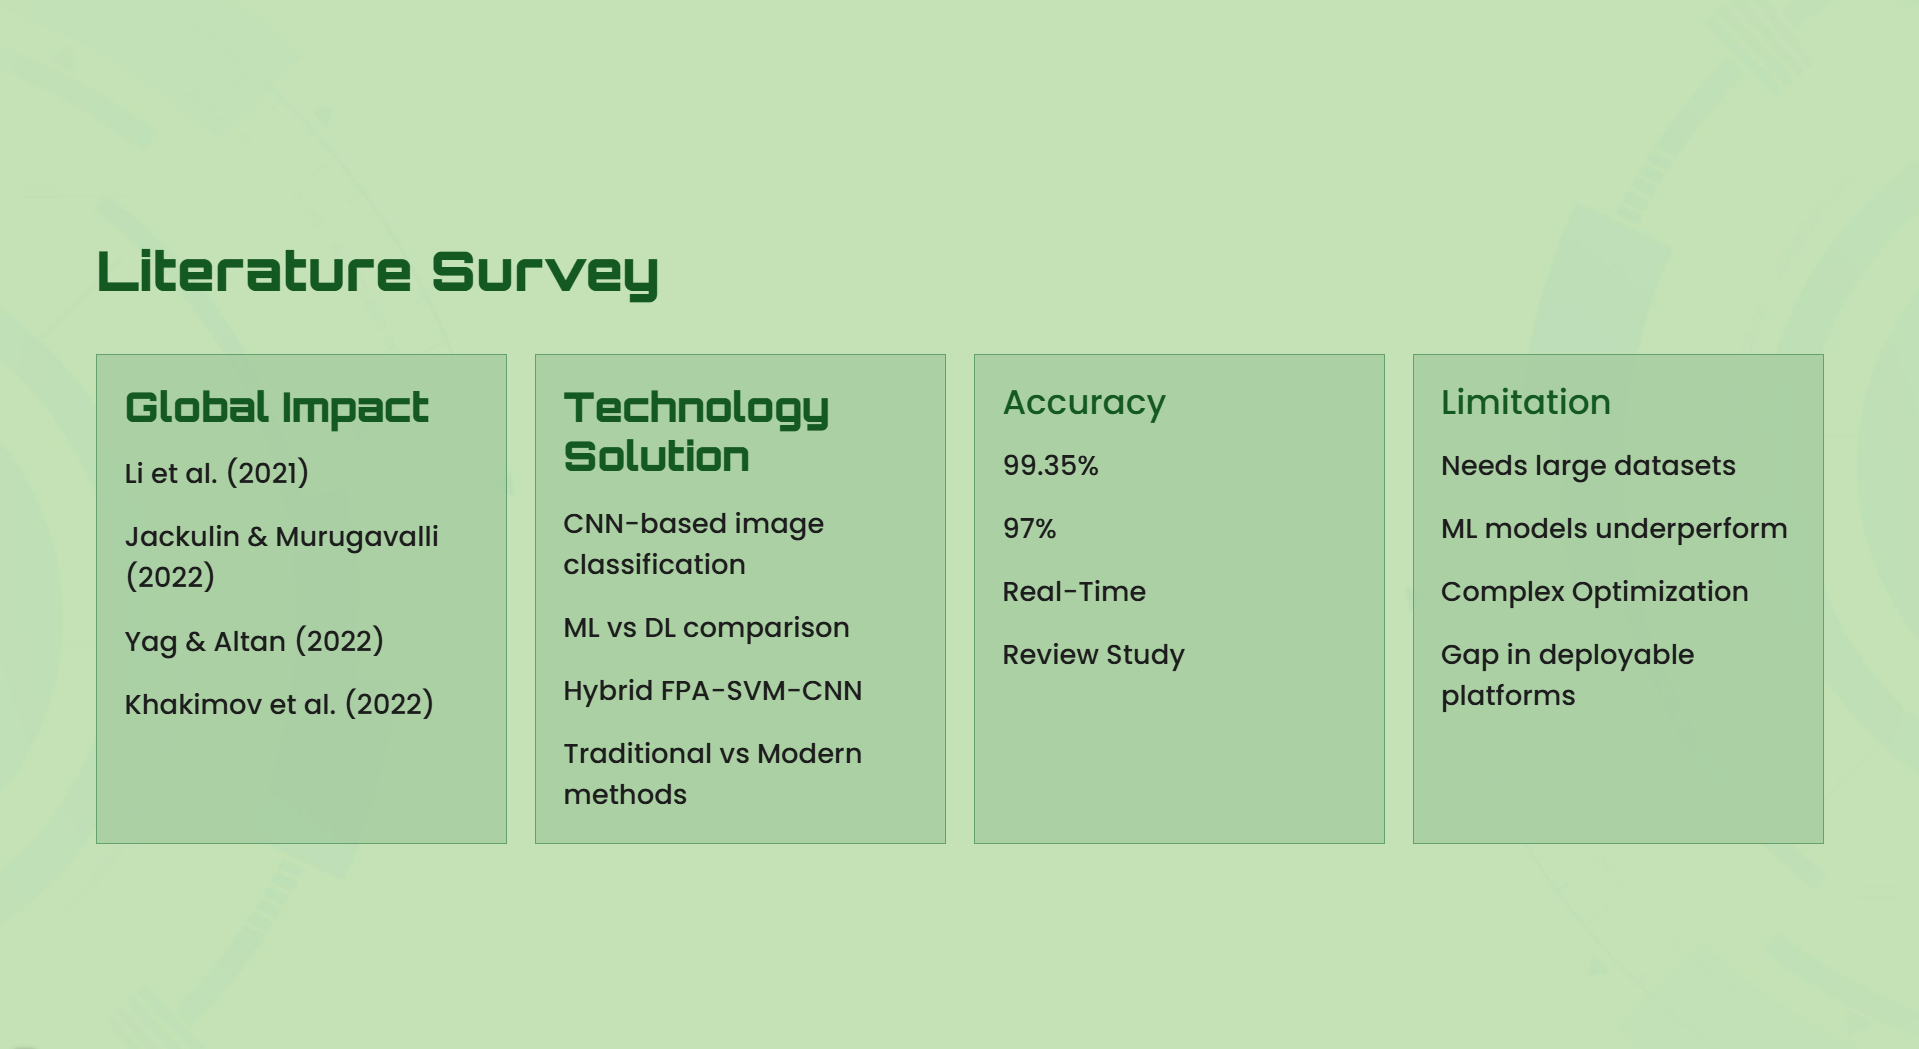 Literature Survey
Global Impact
Li et al. (2021)
Jackulin & Murugavalli
(2022)
Yag & Altan (2022)
Khakimov et al. (2022)
Technology
Solution
CNN-based image
classification
ML vs DL comparison
Hybrid FPA-SVM-CNN
Traditional vs Modern
methods
Accuracy
99.35%
97%
Real-Time
Review Study
Limitation
Needs large datasets
ML models underperform
Complex Optimization
Gap in deployable
platforms